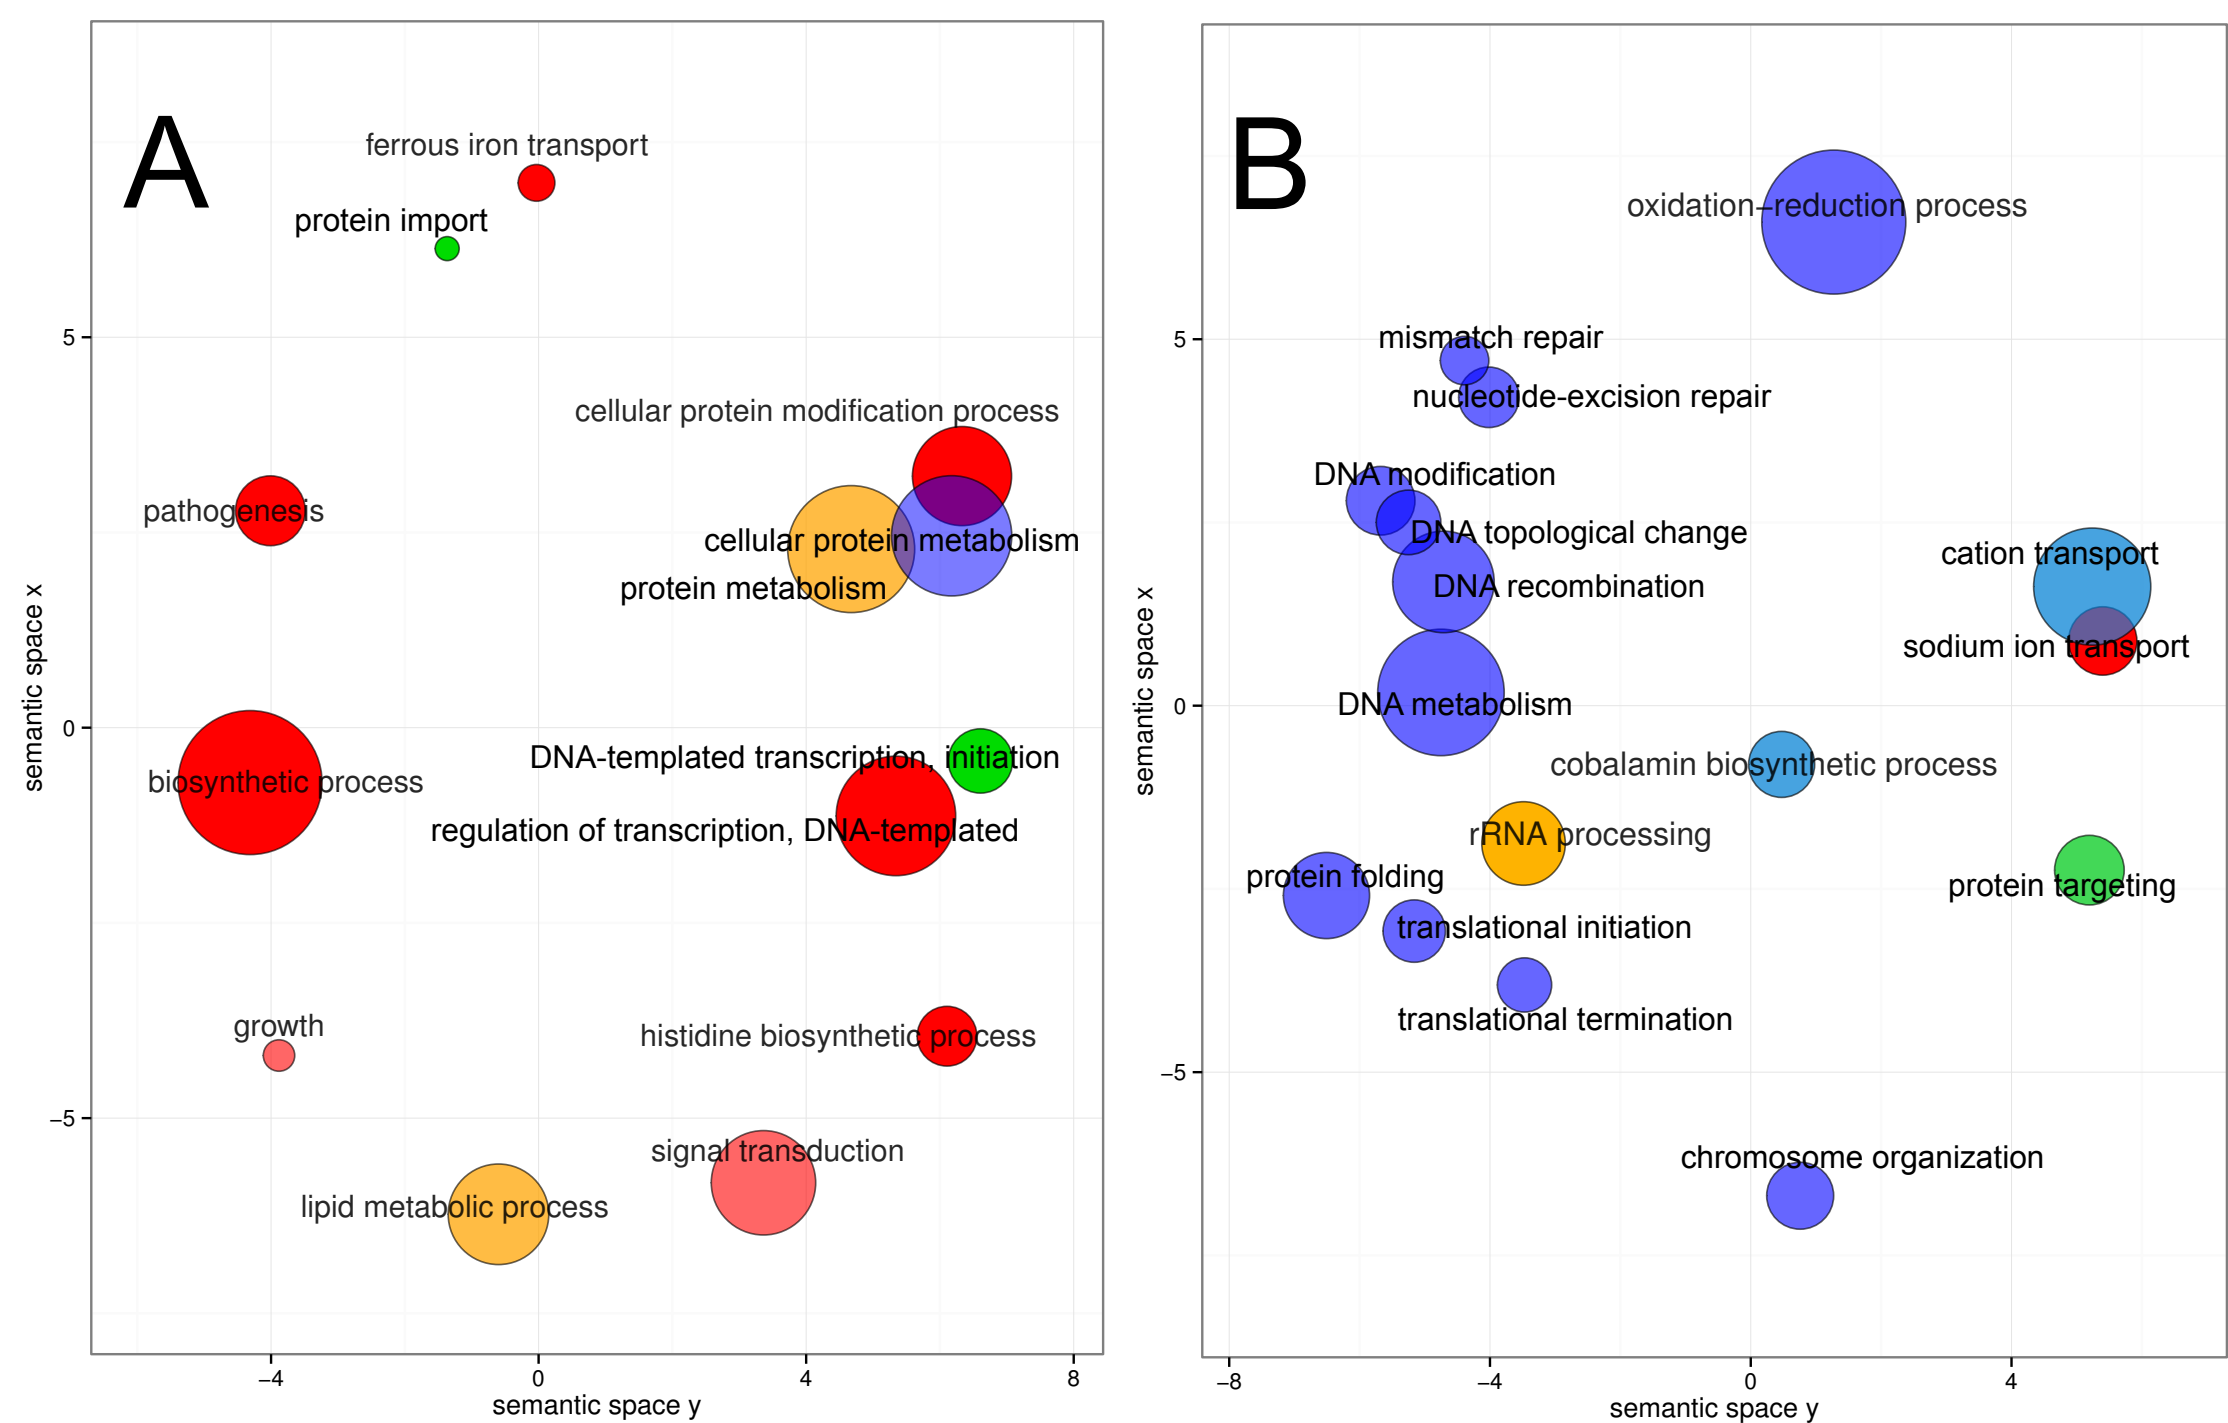 A
ferrous iron transport
protein import
5
cellular protein modification process
pathogenesis
cellular protein metabolism
protein metabolism
0
DNA-templated transcription, initiation
biosynthetic process
regulation of transcription, DNA-templated
growth
histidine biosynthetic process
−5
signal transduction
lipid metabolic process
−4 0 4 8
semantic space y
semantic space x
B
oxidation−reduction process
5
mismatch repair
nucleotide-excision repair
DNA modification
DNA topological change
cation transport
DNA recombination
sodium ion transport
0
DNA metabolism
cobalamin biosynthetic process
rRNA processing
protein folding
protein targeting
translational initiation
translational termination
−5
chromosome organization
−8 −4 0 4
semantic space y
semantic space x